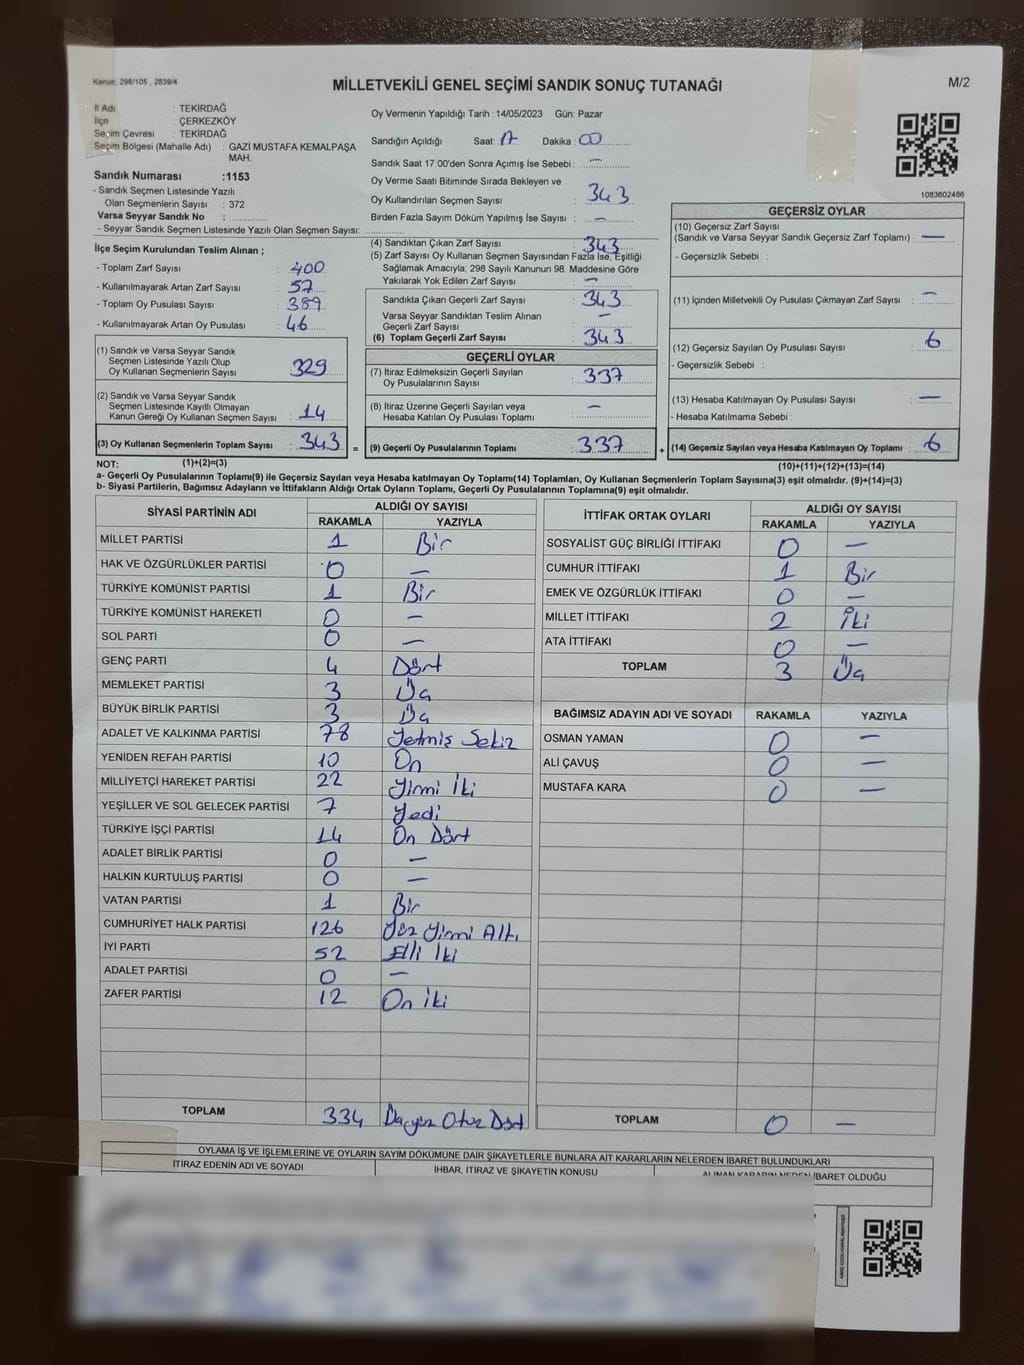 Kanun: 298/105 , 2839/4
MİLLETVEKİLİ GENEL SEÇİMİ SANDIK SONUÇ TUTANAĞI
M/2
İl Adı : TEKİRDAĞ
İlçe : ÇERKEZKÖY
Seçim Çevresi : TEKİRDAĞ
Seçim Bölgesi (Mahalle Adı) : GAZİ MUSTAFA KEMALPAŞA
MAH.
Sandık Numarası :1153
- Sandık Seçmen Listesinde Yazılı
Olan Seçmenlerin Sayısı : 372
Varsa Seyyar Sandık No :
- Seyyar Sandık Seçmen Listesinde Yazılı Olan Seçmen Sayısı:
Oy Vermenin Yapıldığı Tarih :14/05/2023 Gün: Pazar
Sandığın Açıldığı Saat: 17 Dakika: 00
Sandık Saat 17:00'den Sonra Açımış İse Sebebi : —
Oy Verme Saati Bitiminde Sırada Bekleyen ve
Oy Kullandırılan Seçmen Sayısı : 343
Birden Fazla Sayım Döküm Yapılmış İse Sayısı : —
1083602486
İlçe Seçim Kurulundan Teslim Alınan ;
- Toplam Zarf Sayısı : 400
- Kullanılmayarak Artan Zarf Sayısı : 57
- Toplam Oy Pusulası Sayısı : 389
- Kullanılmayarak Artan Oy Pusulası : 46
(1) Sandık ve Varsa Seyyar Sandık
Seçmen Listesinde Yazılı Olup
Oy Kullanan Seçmenlerin Sayısı : 329
(2) Sandık ve Varsa Seyyar Sandık
Seçmen Listesinde Kayıtlı Olmayan
Kanun Gereği Oy Kullanan Seçmen Sayısı : 14
(3) Oy Kullanan Seçmenlerin Toplam Sayısı : 343
(1)+(2)=(3)
(4) Sandıktan Çıkan Zarf Sayısı : 343
(5) Zarf Sayısı Oy Kullanan Seçmen Sayısından Fazla İse, Eşitliği
Sağlamak Amacıyla, 298 Sayılı Kanunun 98. Maddesine Göre
Yakılarak Yok Edilen Zarf Sayısı : —
Sandıkta Çıkan Geçerli Zarf Sayısı : 343
Varsa Seyyar Sandıktan Teslim Alınan
Geçerli Zarf Sayısı : —
(6) Toplam Geçerli Zarf Sayısı : 343
GEÇERLİ OYLAR
(7) İtiraz Edilmeksizin Geçerli Sayılan
Oy Pusulalarının Sayısı : 337
(8) İtiraz Üzerine Geçerli Sayılan veya
Hesaba Katılan Oy Pusulası Toplamı : —
= (9) Geçerli Oy Pusulalarının Toplamı : 337
GEÇERSİZ OYLAR
(10) Geçersiz Zarf Sayısı
(Sandık ve Varsa Seyyar Sandık Geçersiz Zarf Toplamı) : —
- Geçersizlik Sebebi :
(11) İçinden Milletvekili Oy Pusulası Çıkmayan Zarf Sayısı : —
(12) Geçersiz Sayılan Oy Pusulası Sayısı : 6
- Geçersizlik Sebebi :
(13) Hesaba Katılmayan Oy Pusulası Sayısı : —
- Hesaba Katılmama Sebebi :
+ (14) Geçersiz Sayılan veya Hesaba Katılmayan Oy Toplamı : 6
(10)+(11)+(12)+(13)=(14)
NOT:
a- Geçerli Oy Pusulalarının Toplamı(9) ile Geçersiz Sayılan veya Hesaba katılmayan Oy Toplamı(14) Toplamları, Oy Kullanan Seçmenlerin Toplam Sayısına(3) eşit olmalıdır. (9)+(14)=(3)
b- Siyasi Partilerin, Bağımsız Adayların ve İttifakların Aldığı Ortak Oyların Toplamı, Geçerli Oy Pusulalarının Toplamına(9) eşit olmalıdır.
SİYASİ PARTİNİN ADI ALDIĞI OY SAYISI
RAKAMLA YAZIYLA
MİLLET PARTİSİ 1 Bir
HAK VE ÖZGÜRLÜKLER PARTİSİ 0 —
TÜRKİYE KOMÜNİST PARTİSİ 1 Bir
TÜRKİYE KOMÜNİST HAREKETİ 0 —
SOL PARTİ 0 —
GENÇ PARTİ 4 Dört
MEMLEKET PARTİSİ 3 Üç
BÜYÜK BİRLİK PARTİSİ 3 Üç
ADALET VE KALKINMA PARTİSİ 78 Yetmiş Sekiz
YENİDEN REFAH PARTİSİ 10 On
MİLLİYETÇİ HAREKET PARTİSİ 22 Yirmi İki
YEŞİLLER VE SOL GELECEK PARTİSİ 7 Yedi
TÜRKİYE İŞÇİ PARTİSİ 14 On Dört
ADALET BİRLİK PARTİSİ 0 —
HALKIN KURTULUŞ PARTİSİ 0 —
VATAN PARTİSİ 1 Bir
CUMHURİYET HALK PARTİSİ 126 Yüz Yirmi Altı
İYİ PARTİ 52 Elli İki
ADALET PARTİSİ 0 —
ZAFER PARTİSİ 12 On İki
TOPLAM 334 Üçyüz Otuz Dört
İTTİFAK ORTAK OYLARI ALDIĞI OY SAYISI
RAKAMLA YAZIYLA
SOSYALİST GÜÇ BİRLİĞİ İTTİFAKI 0 —
CUMHUR İTTİFAKI 1 Bir
EMEK VE ÖZGÜRLÜK İTTİFAKI 0 —
MİLLET İTTİFAKI 2 İki
ATA İTTİFAKI 0 —
TOPLAM 3 Üç
BAĞIMSIZ ADAYIN ADI VE SOYADI RAKAMLA YAZIYLA
OSMAN YAMAN 0 —
ALİ ÇAVUŞ 0 —
MUSTAFA KARA 0 —
TOPLAM 0 —
OYLAMA İŞ VE İŞLEMLERİNE VE OYLARIN SAYIM DÖKÜMÜNE DAİR ŞİKAYETLERLE BUNLARA AİT KARARLARIN NELERDEN İBARET BULUNDUKLARI
İTİRAZ EDENİN ADI VE SOYADI İHBAR, İTİRAZ VE ŞİKAYETİN KONUSU ALINAN KARARIN NEDEN İBARET OLDUĞU